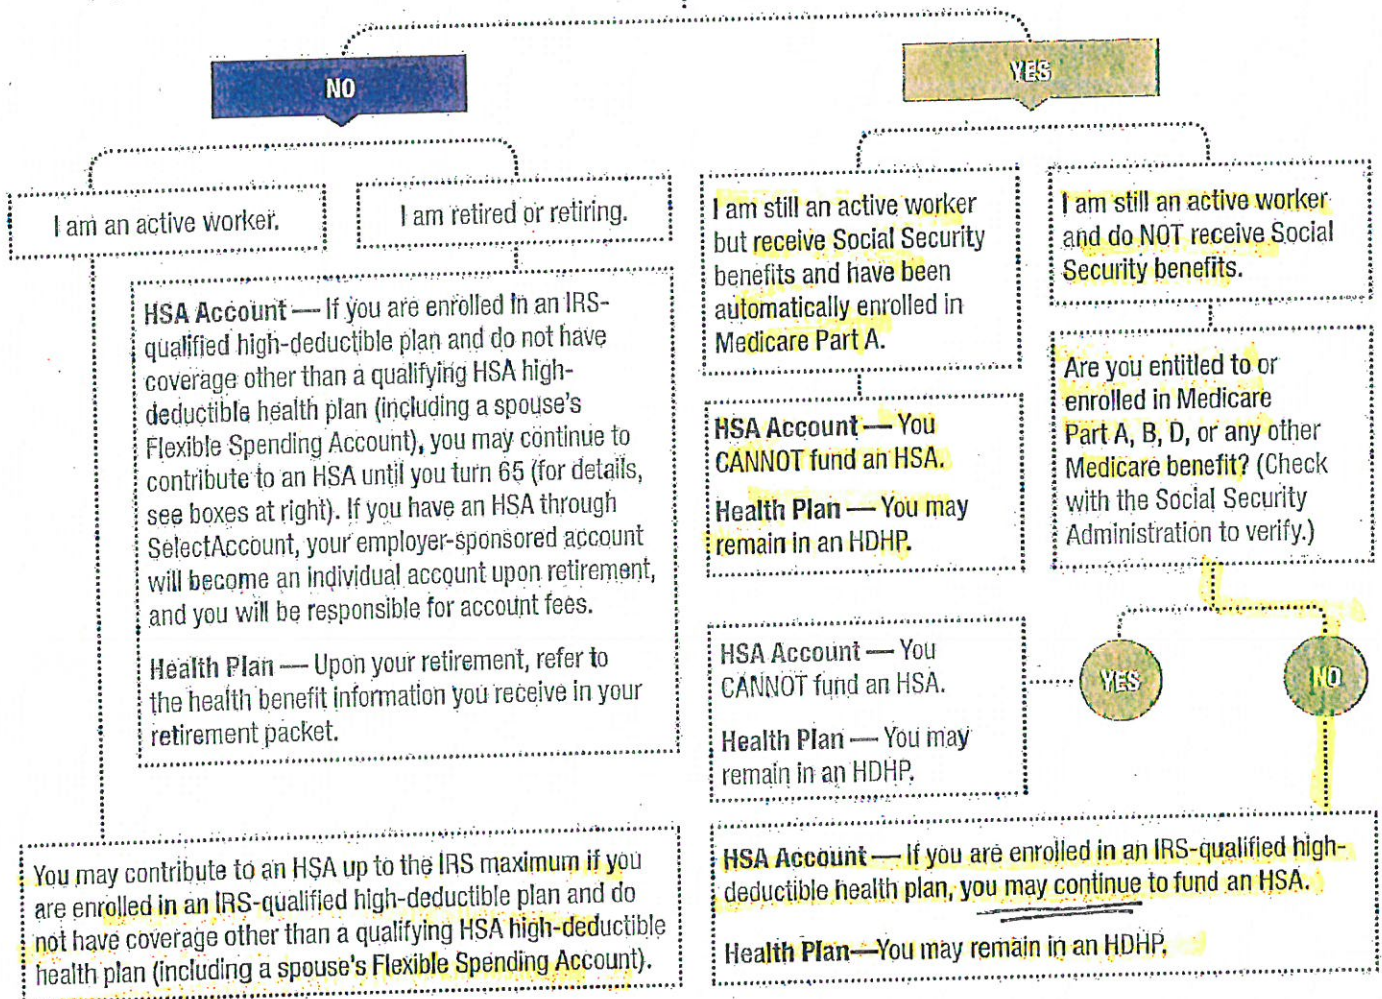 NO
YES
I am an active worker.
I am retired or retiring.
HSA Account — If you are enrolled in an IRS-
qualified high-deductible plan and do not have
coverage other than a qualifying HSA high-
deductible health plan (including a spouse's
Flexible Spending Account), you may continue to
contribute to an HSA until you turn 65 (for details,
see boxes at right). If you have an HSA through
SelectAccount, your employer-sponsored account
will become an individual account upon retirement,
and you will be responsible for account fees.
Health Plan — Upon your retirement, refer to
the health benefit information you receive in your
retirement packet.
You may contribute to an HSA up to the IRS maximum if you
are enrolled in an IRS-qualified high-deductible plan and do
not have coverage other than a qualifying HSA high-deductible
health plan (including a spouse's Flexible Spending Account).
I am still an active worker
but receive Social Security
benefits and have been
automatically enrolled in
Medicare Part A.
HSA Account — You
CANNOT fund an HSA.
Health Plan — You may
remain in an HDHP.
I am still an active worker
and do NOT receive Social
Security benefits.
Are you entitled to or
enrolled in Medicare
Part A, B, D, or any other
Medicare benefit? (Check
with the Social Security
Administration to verify.)
YES
NO
HSA Account — You
CANNOT fund an HSA.
Health Plan — You may
remain in an HDHP.
HSA Account — If you are enrolled in an IRS-qualified high-
deductible health plan, you may continue to fund an HSA.
Health Plan—You may remain in an HDHP.